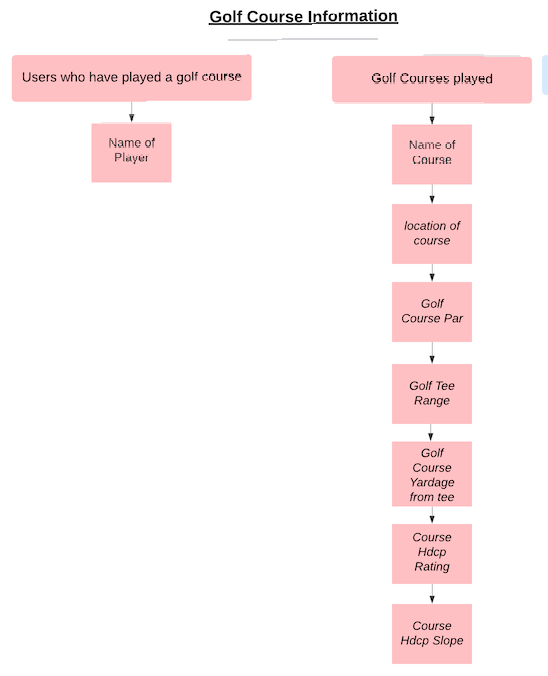 Golf Course Information
Users who have played a golf course
Golf Courses played
Name of
Player
Name of
Course
location of
course
Golf
Course Par
Golf Tee
Range
Golf
Course
Yardage
from tee
Course
Hdcp
Rating
Course
Hdcp Slope